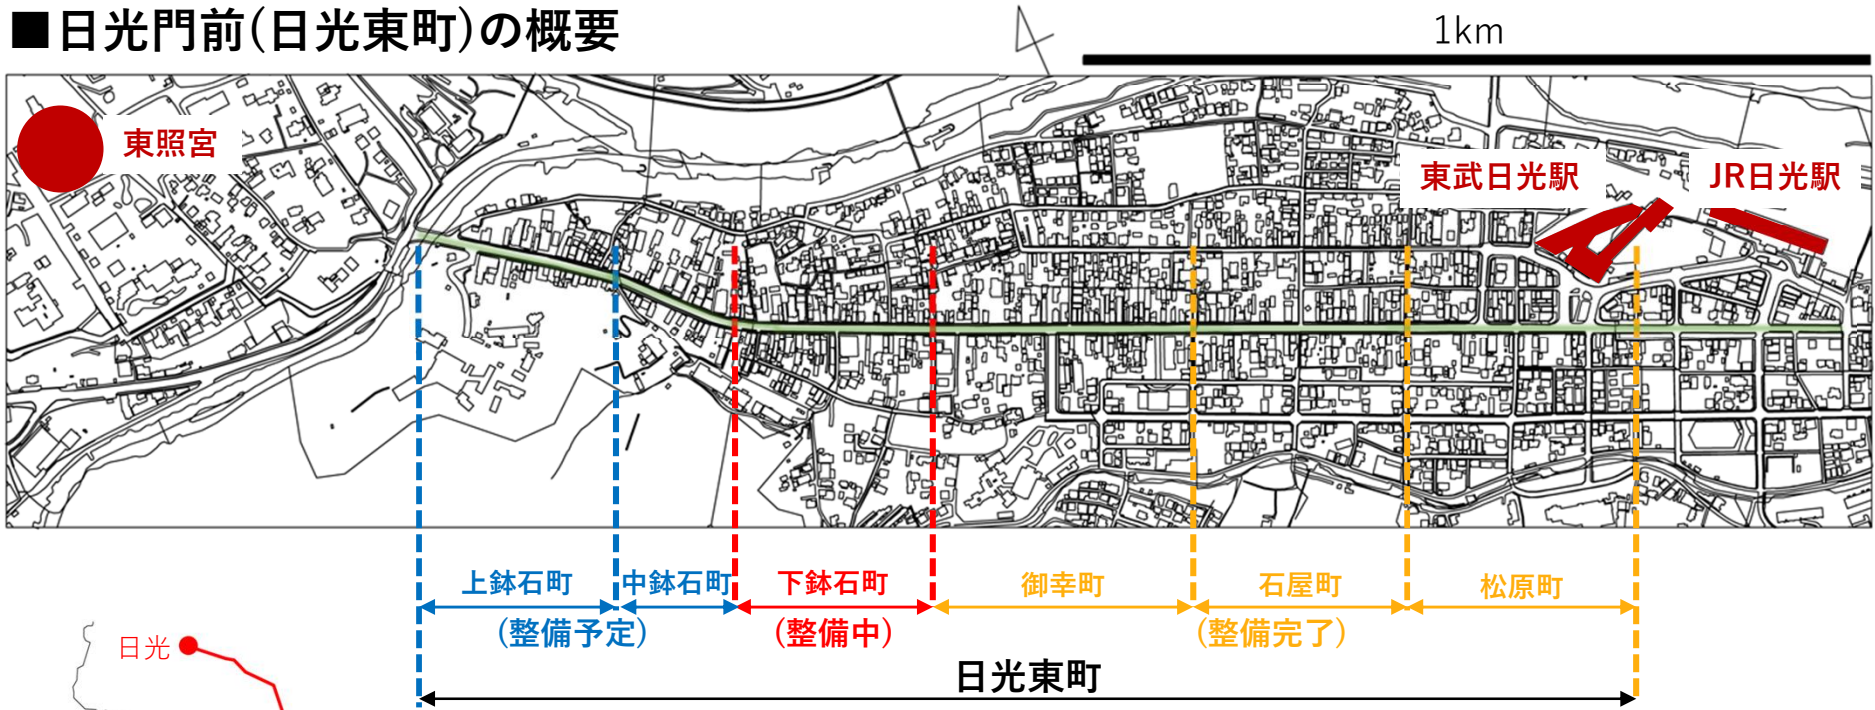 ■日光門前(日光東町)の概要
1km
東照宮
東武日光駅
JR日光駅
上鉢石町
中鉢石町
下鉢石町
御幸町
石屋町
松原町
(整備予定)
(整備中)
(整備完了)
日光
日光東町